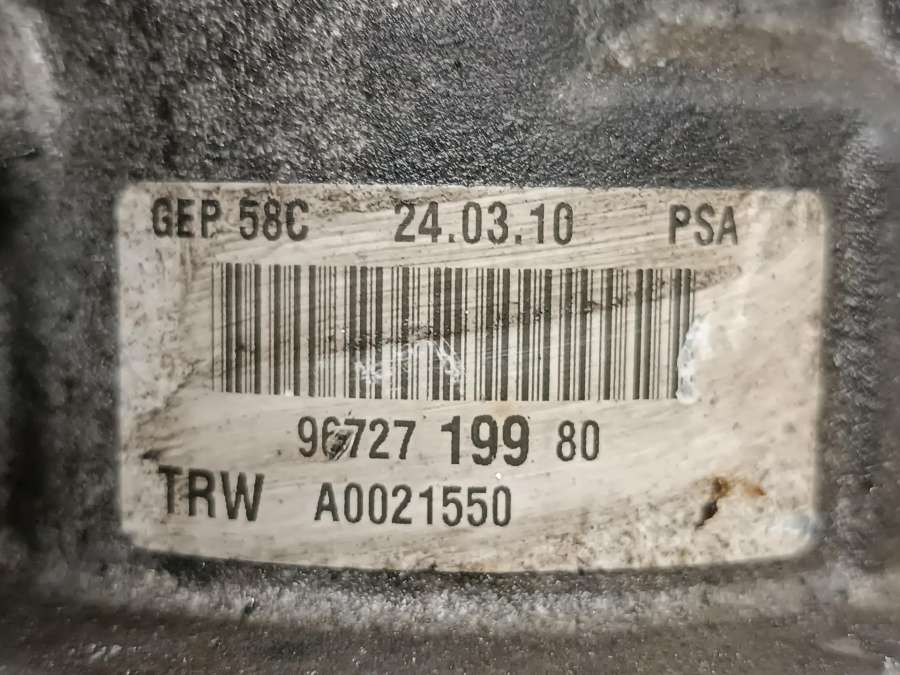 GEP 58C 24.03.10 PSA
96727 199 80
TRW A0021550